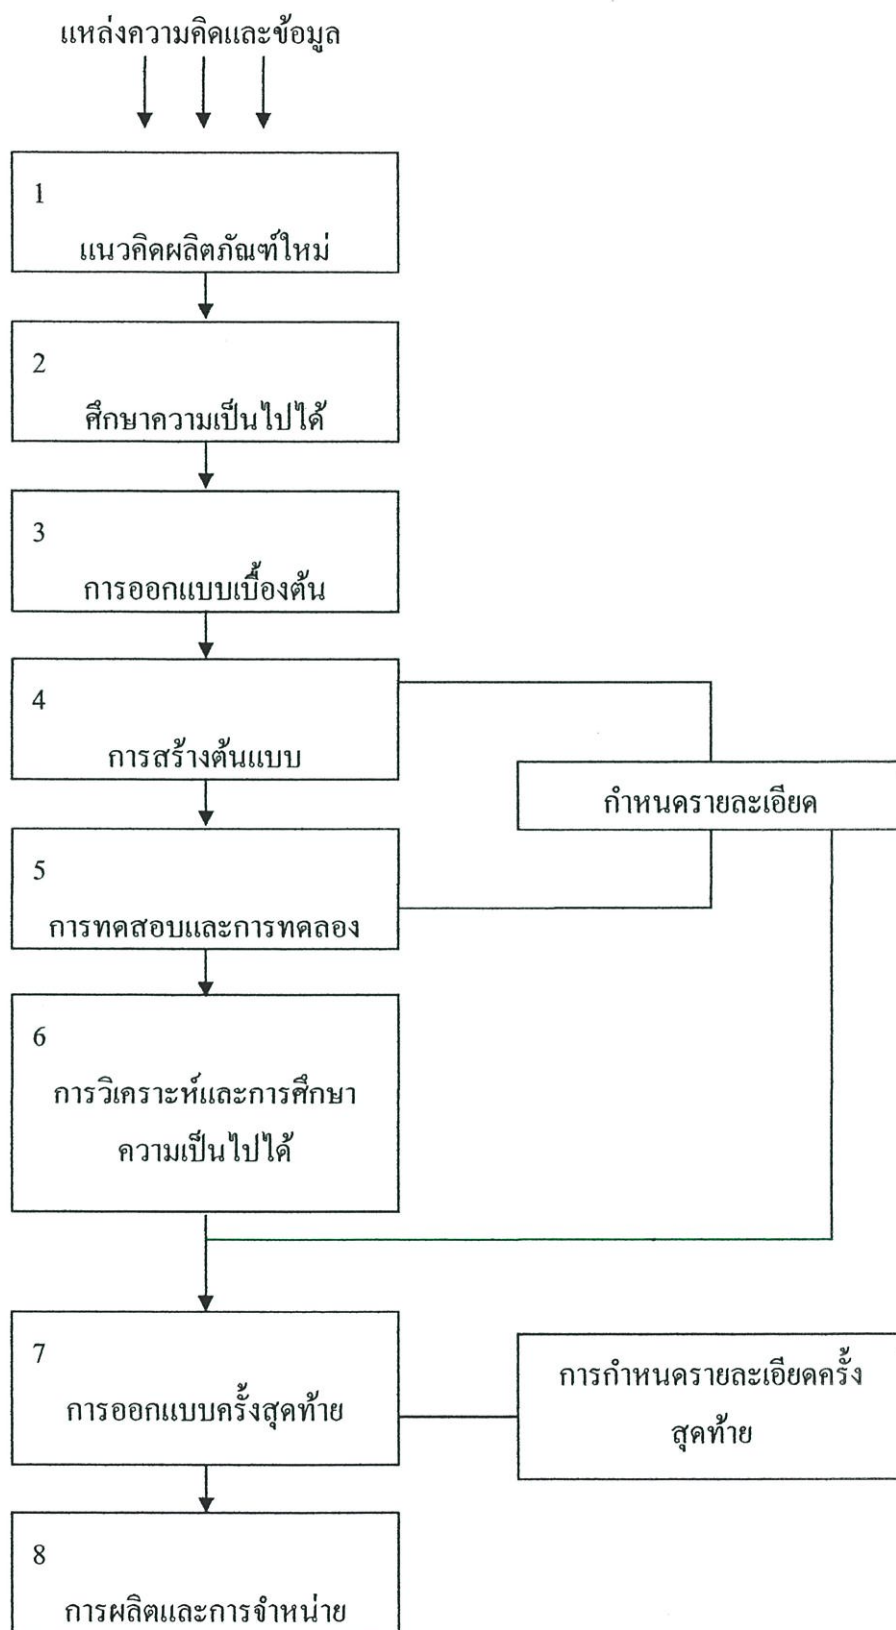 แหล่งความคิดและข้อมูล
1
แนวคิดผลิตภัณฑ์ใหม่
2
ศึกษาความเป็นไปได้
3
การออกแบบเบื้องต้น
4
การสร้างต้นแบบ
กำหนดรายละเอียด
5
การทดสอบและการทดลอง
6
การวิเคราะห์และการศึกษา
ความเป็นไปได้
7
การออกแบบครั้งสุดท้าย
การกำหนดรายละเอียดครั้ง
สุดท้าย
8
การผลิตและการจำหน่าย